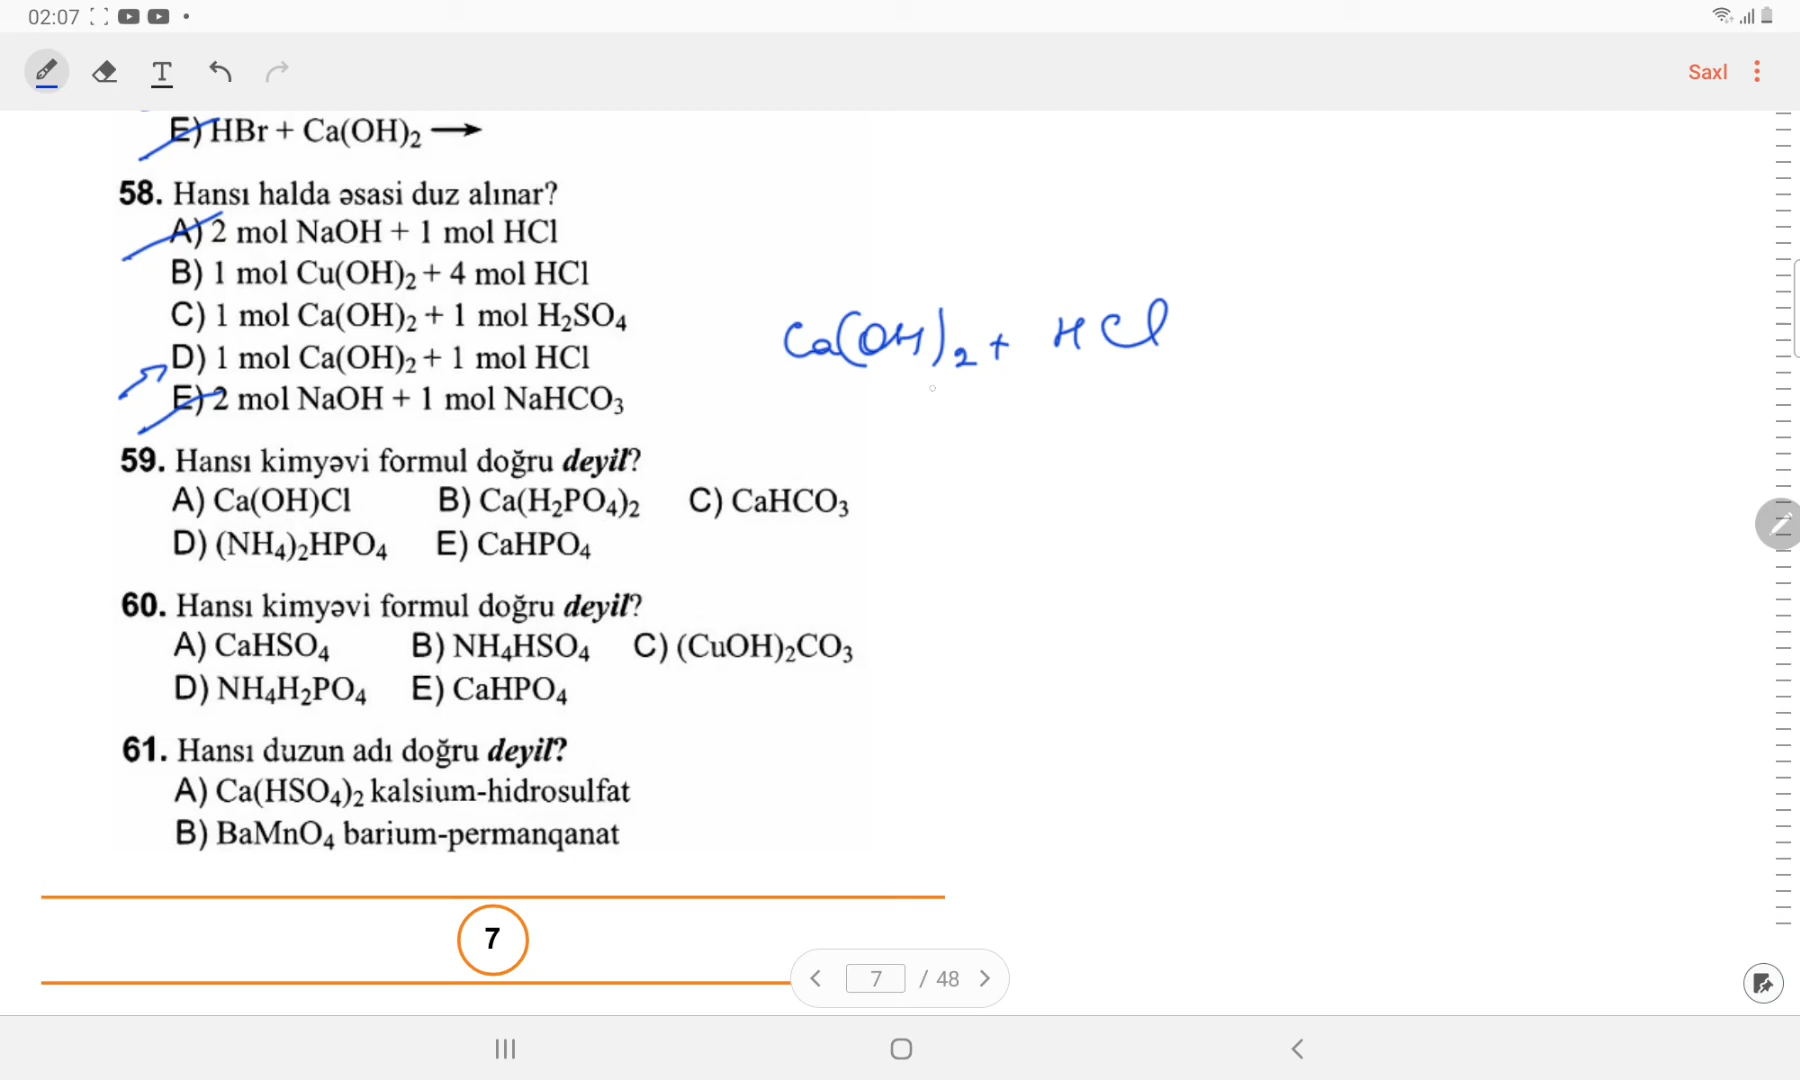 02:07
T
Saxl
E) HBr + Ca(OH)₂ ⟶
58. Hansı halda əsasi duz alınar?
A) 2 mol NaOH + 1 mol HCl
B) 1 mol Cu(OH)₂ + 4 mol HCl
C) 1 mol Ca(OH)₂ + 1 mol H₂SO₄
D) 1 mol Ca(OH)₂ + 1 mol HCl
E) 2 mol NaOH + 1 mol NaHCO₃
Ca(OH)₂ + HCl
59. Hansı kimyəvi formul doğru deyil?
A) Ca(OH)Cl B) Ca(H₂PO₄)₂ C) CaHCO₃
D) (NH₄)₂HPO₄ E) CaHPO₄
60. Hansı kimyəvi formul doğru deyil?
A) CaHSO₄ B) NH₄HSO₄ C) (CuOH)₂CO₃
D) NH₄H₂PO₄ E) CaHPO₄
61. Hansı duzun adı doğru deyil?
A) Ca(HSO₄)₂ kalsium-hidrosulfat
B) BaMnO₄ barium-permanqanat
7
7 / 48